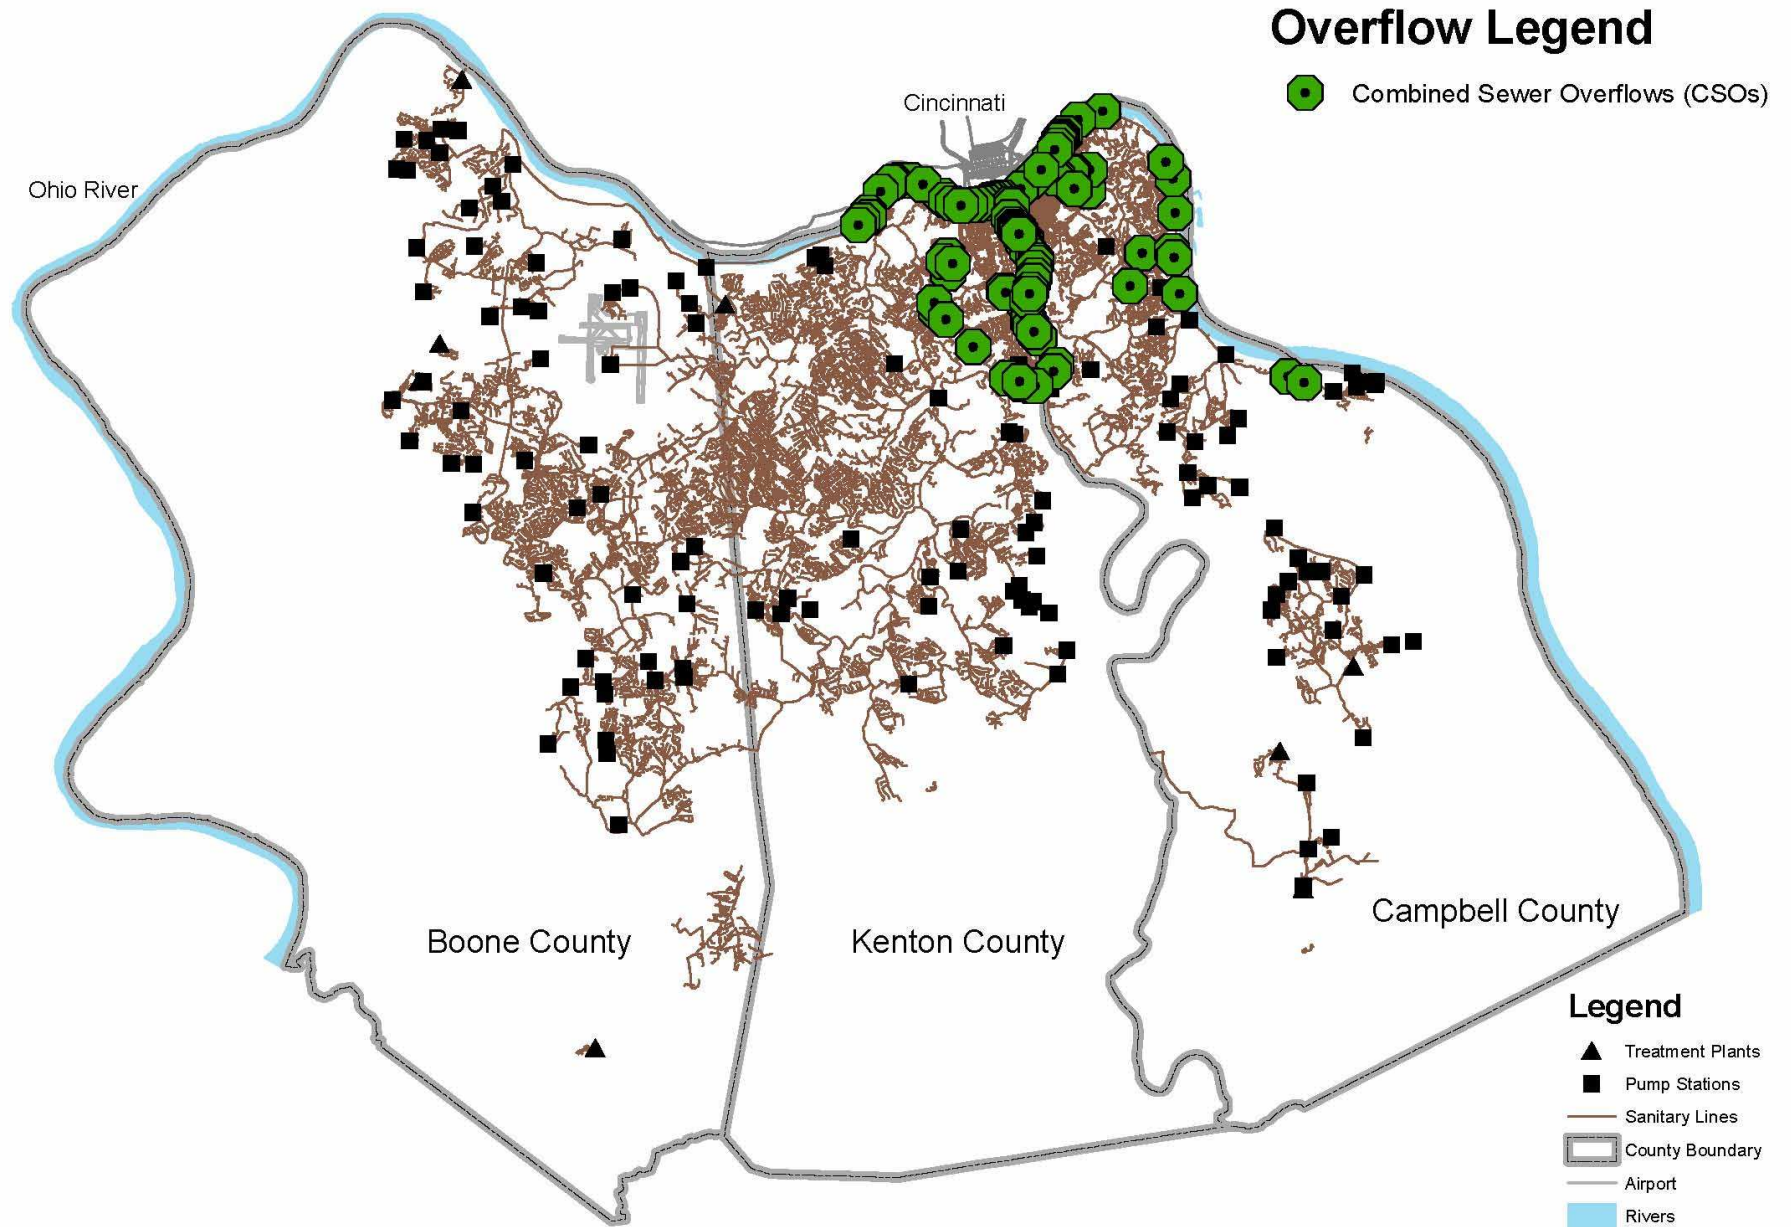 Overflow Legend
Combined Sewer Overflows (CSOs)
Cincinnati
Ohio River
Boone County
Kenton County
Campbell County
Legend
Treatment Plants
Pump Stations
Sanitary Lines
County Boundary
Airport
Rivers